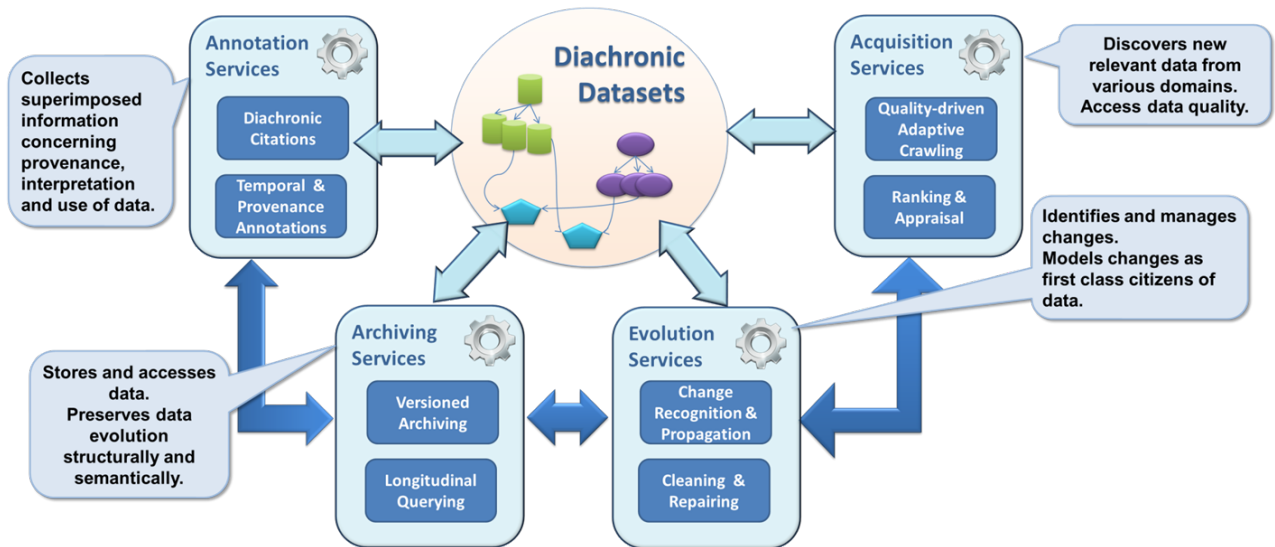 Annotation
Services
Diachronic
Citations
Temporal &
Provenance
Annotations
Collects
superimposed
information
concerning
provenance,
interpretation
and use of data.
Diachronic
Datasets
Acquisition
Services
Quality-driven
Adaptive
Crawling
Ranking &
Appraisal
Discovers new
relevant data from
various domains.
Access data quality.
Identifies and manages
changes.
Models changes as
first class citizens of
data.
Archiving
Services
Versioned
Archiving
Longitudinal
Querying
Stores and accesses
data.
Preserves data
evolution
structurally and
semantically.
Evolution
Services
Change
Recognition &
Propagation
Cleaning &
Repairing